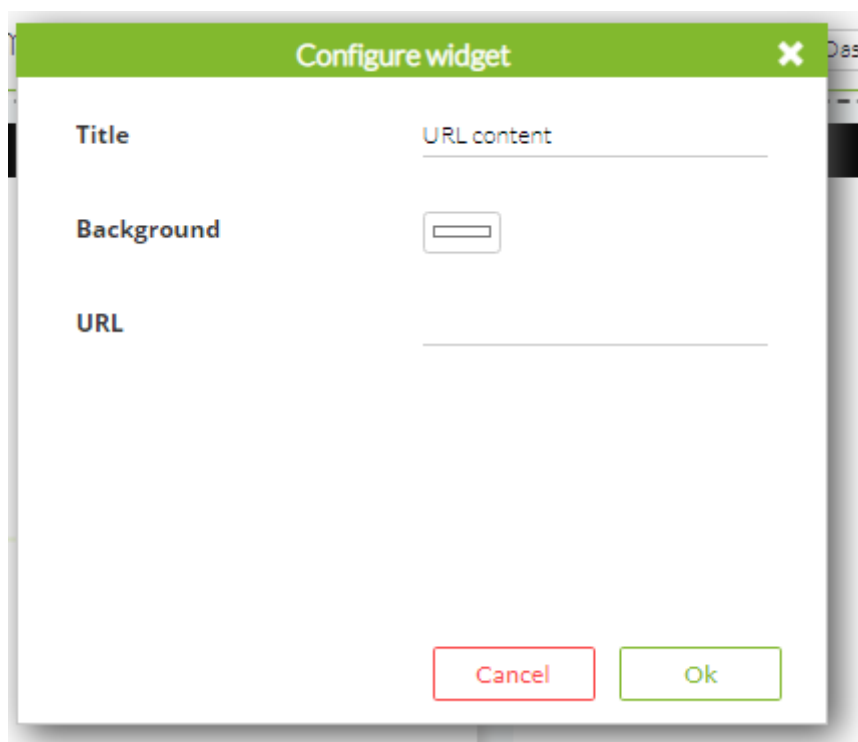 Configure widget
Title
URL content
Background
URL
Cancel
Ok